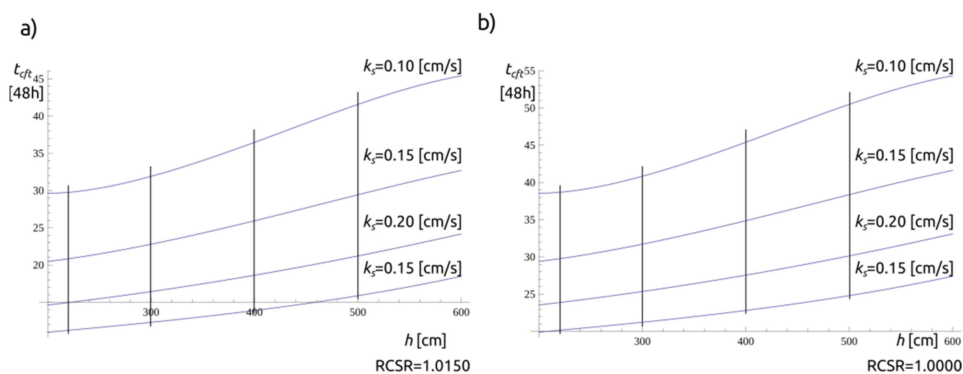 a)
t_cft
[48h]
45
40
35
30
25
20
300
400
500
600
k_s=0.10 [cm/s]
k_s=0.15 [cm/s]
k_s=0.20 [cm/s]
k_s=0.15 [cm/s]
h [cm]
RCSR=1.0150
b)
t_cft
[48h]
55
50
45
40
35
30
25
300
400
500
600
k_s=0.10 [cm/s]
k_s=0.15 [cm/s]
k_s=0.20 [cm/s]
k_s=0.15 [cm/s]
h [cm]
RCSR=1.0000